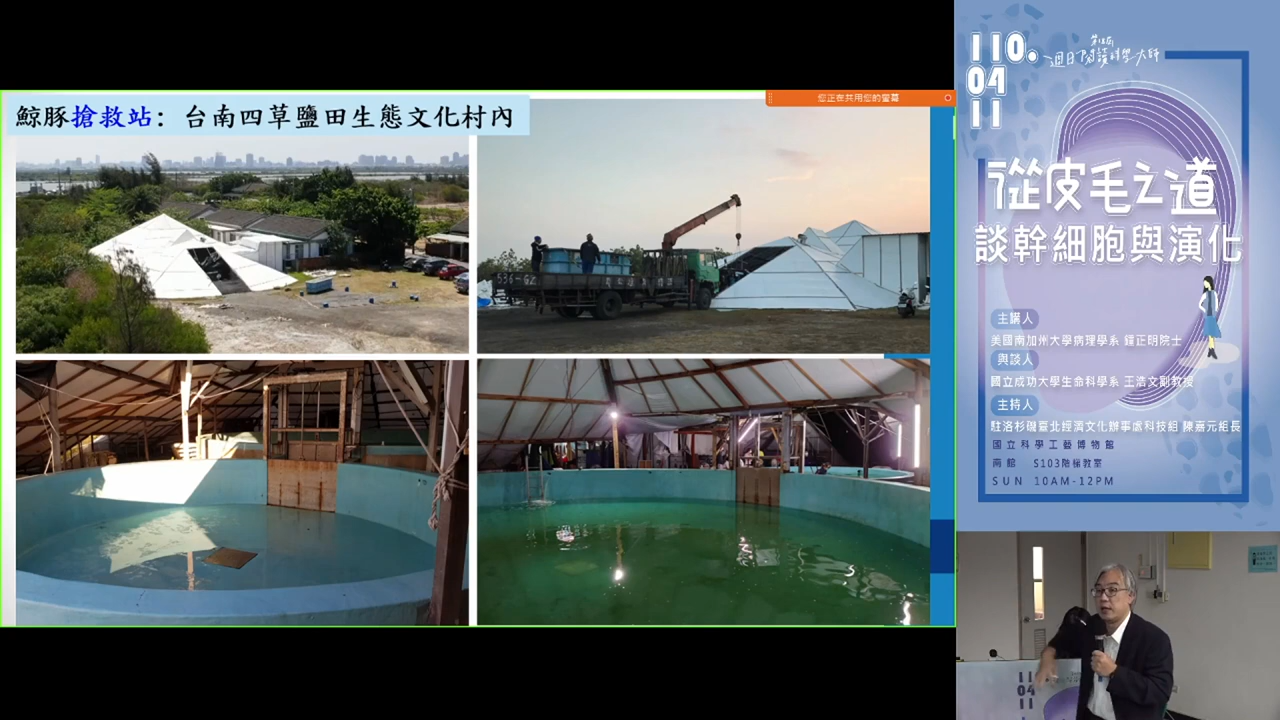 鯨豚搶救站：台南四草鹽田生態文化村內
您正在共用您的螢幕
110.
04
11
週日閱讀科學大師
從皮毛之道
談幹細胞與演化
主講人
美國南加州大學病理學系 鍾正明院士
與談人
國立成功大學生命科學系 王浩文副教授
主持人
駐洛杉磯臺北經濟文化辦事處科技組 陳嘉元組長
國立科學工藝博物館
南館 S103階梯教室
SUN 10AM-12PM
11
04
11